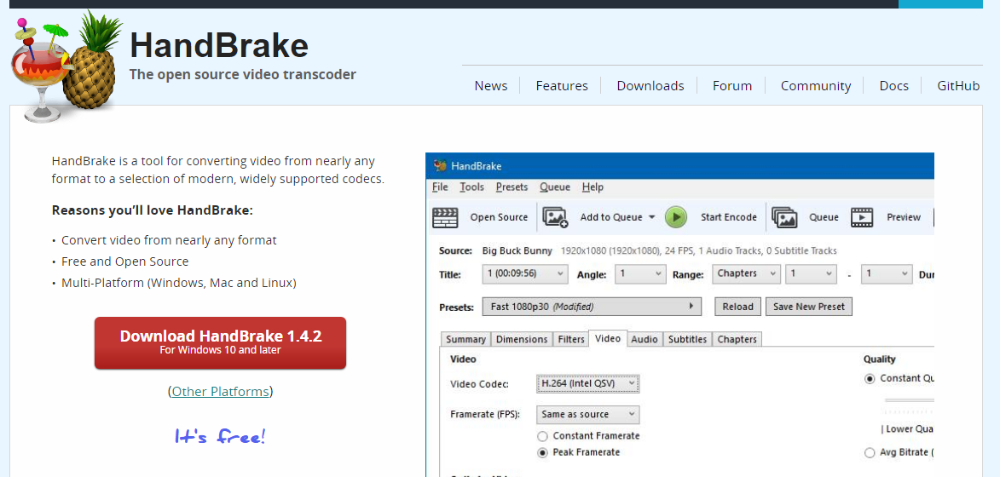 HandBrake
The open source video transcoder
News Features Downloads Forum Community Docs GitHub
HandBrake is a tool for converting video from nearly any
format to a selection of modern, widely supported codecs.
Reasons you’ll love HandBrake:
• Convert video from nearly any format
• Free and Open Source
• Multi-Platform (Windows, Mac and Linux)
Download HandBrake 1.4.2
For Windows 10 and later
(Other Platforms)
It's free!
HandBrake
File Tools Presets Queue Help
Open Source Add to Queue Start Encode Queue Preview
Source: Big Buck Bunny 1920x1080 (1920x1080), 24 FPS, 1 Audio Tracks, 0 Subtitle Tracks
Title: 1 (00:09:56) Angle: 1 Range: Chapters 1 - 1
Presets: Fast 1080p30 (Modified) Reload Save New Preset
Summary Dimensions Filters Video Audio Subtitles Chapters
Video Quality
Video Codec: H.264 (Intel QSV) Constant
Framerate (FPS): Same as source
Constant Framerate | Lower
Peak Framerate Avg Bitrate (